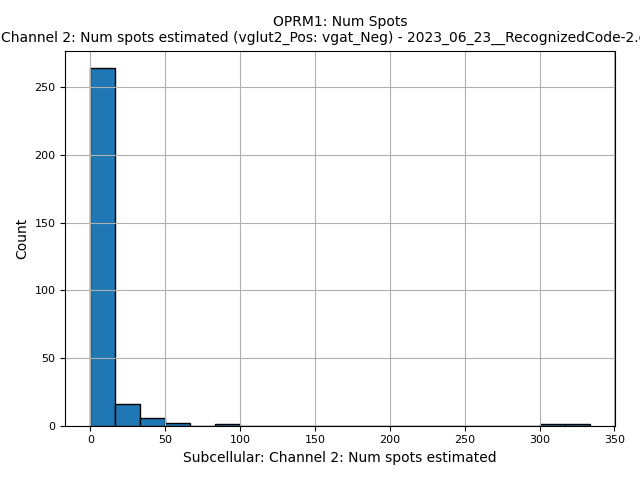 OPRM1: Num Spots
Channel 2: Num spots estimated (vglut2_Pos: vgat_Neg) - 2023_06_23__RecognizedCode-2.
250
200
150
100
50
0
Count
0 50 100 150 200 250 300 350
Subcellular: Channel 2: Num spots estimated